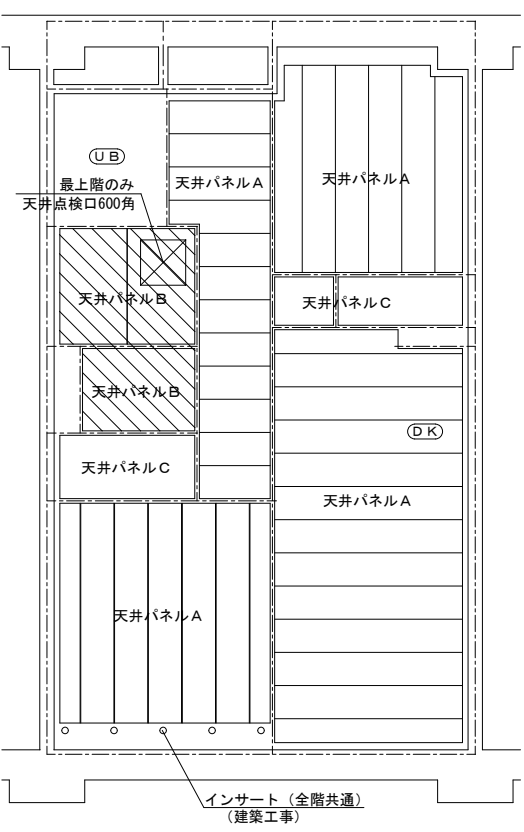 ＵＢ
最上階のみ
天井点検口600角
天井パネルＡ
天井パネルＡ
天井パネルＢ
天井パネルＣ
天井パネルＢ
ＤＫ
天井パネルＣ
天井パネルＡ
天井パネルＡ
インサート（全階共通）
（建築工事）